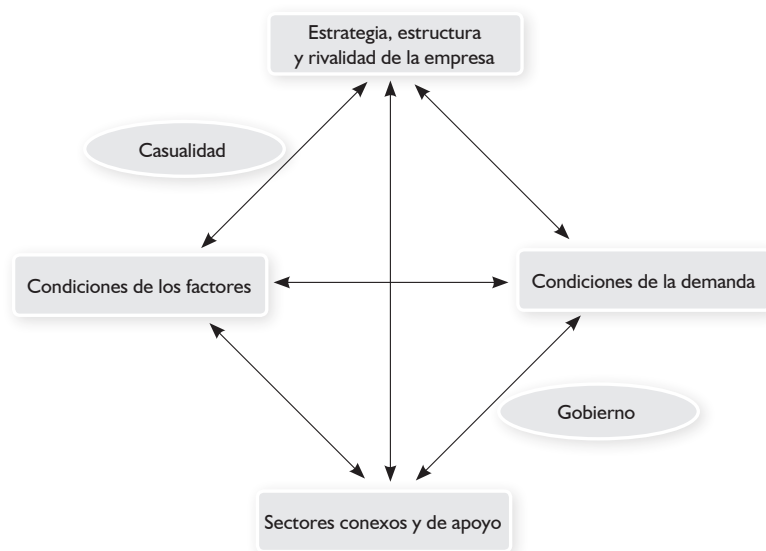 Estrategia, estructura
y rivalidad de la empresa
Casualidad
Condiciones de los factores
Condiciones de la demanda
Gobierno
Sectores conexos y de apoyo